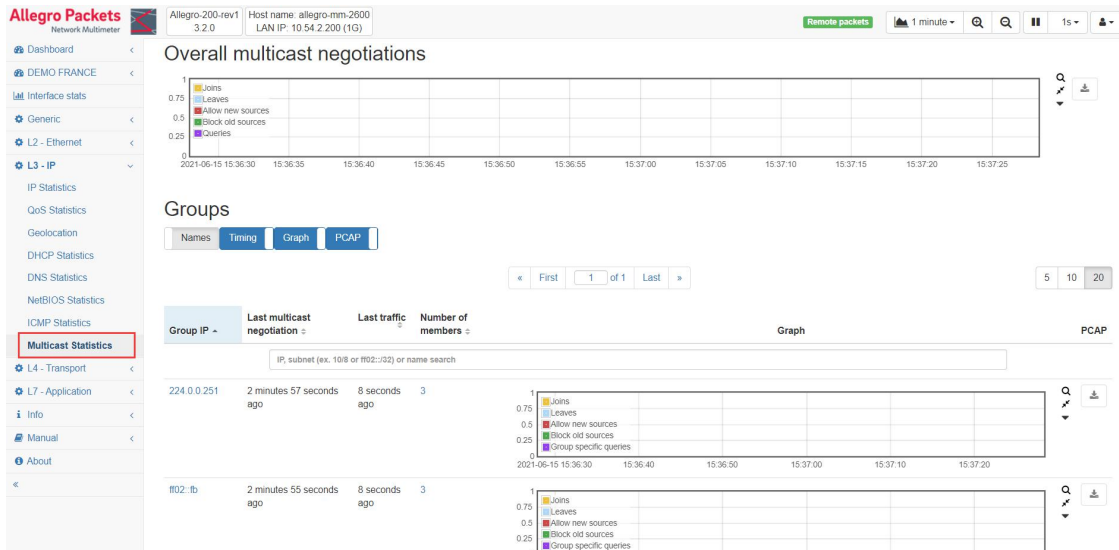 Allegro Packets
Network Multimeter
Allegro-200-rev1
3.2.0
Host name: allegro-mm-2600
LAN IP: 10.54.2.200 (1G)
Remote packets
1 minute
1s
Dashboard
DEMO FRANCE
Interface stats
Generic
L2 - Ethernet
L3 - IP
IP Statistics
QoS Statistics
Geolocation
DHCP Statistics
DNS Statistics
NetBIOS Statistics
ICMP Statistics
Multicast Statistics
L4 - Transport
L7 - Application
Info
Manual
About
«
Overall multicast negotiations
1
0.75
0.5
0.25
0
Joins
Leaves
Allow new sources
Block old sources
Queries
2021-06-15 15:36:30 15:36:35 15:36:40 15:36:45 15:36:50 15:36:55 15:37:00 15:37:05 15:37:10 15:37:15 15:37:20 15:37:25
Groups
Names Timing Graph PCAP
« First 1 of 1 Last »
5 10 20
Group IP Last multicast negotiation Last traffic Number of members Graph PCAP
IP, subnet (ex. 10/8 or ff02::/32) or name search
224.0.0.251 2 minutes 57 seconds ago 8 seconds ago 3
1
0.75
0.5
0.25
0
Joins
Leaves
Allow new sources
Block old sources
Group specific queries
2021-06-15 15:36:30 15:36:40 15:36:50 15:37:00 15:37:10 15:37:20
ff02::fb 2 minutes 55 seconds ago 8 seconds ago 3
1
0.75
0.5
0.25
Joins
Leaves
Allow new sources
Block old sources
Group specific queries